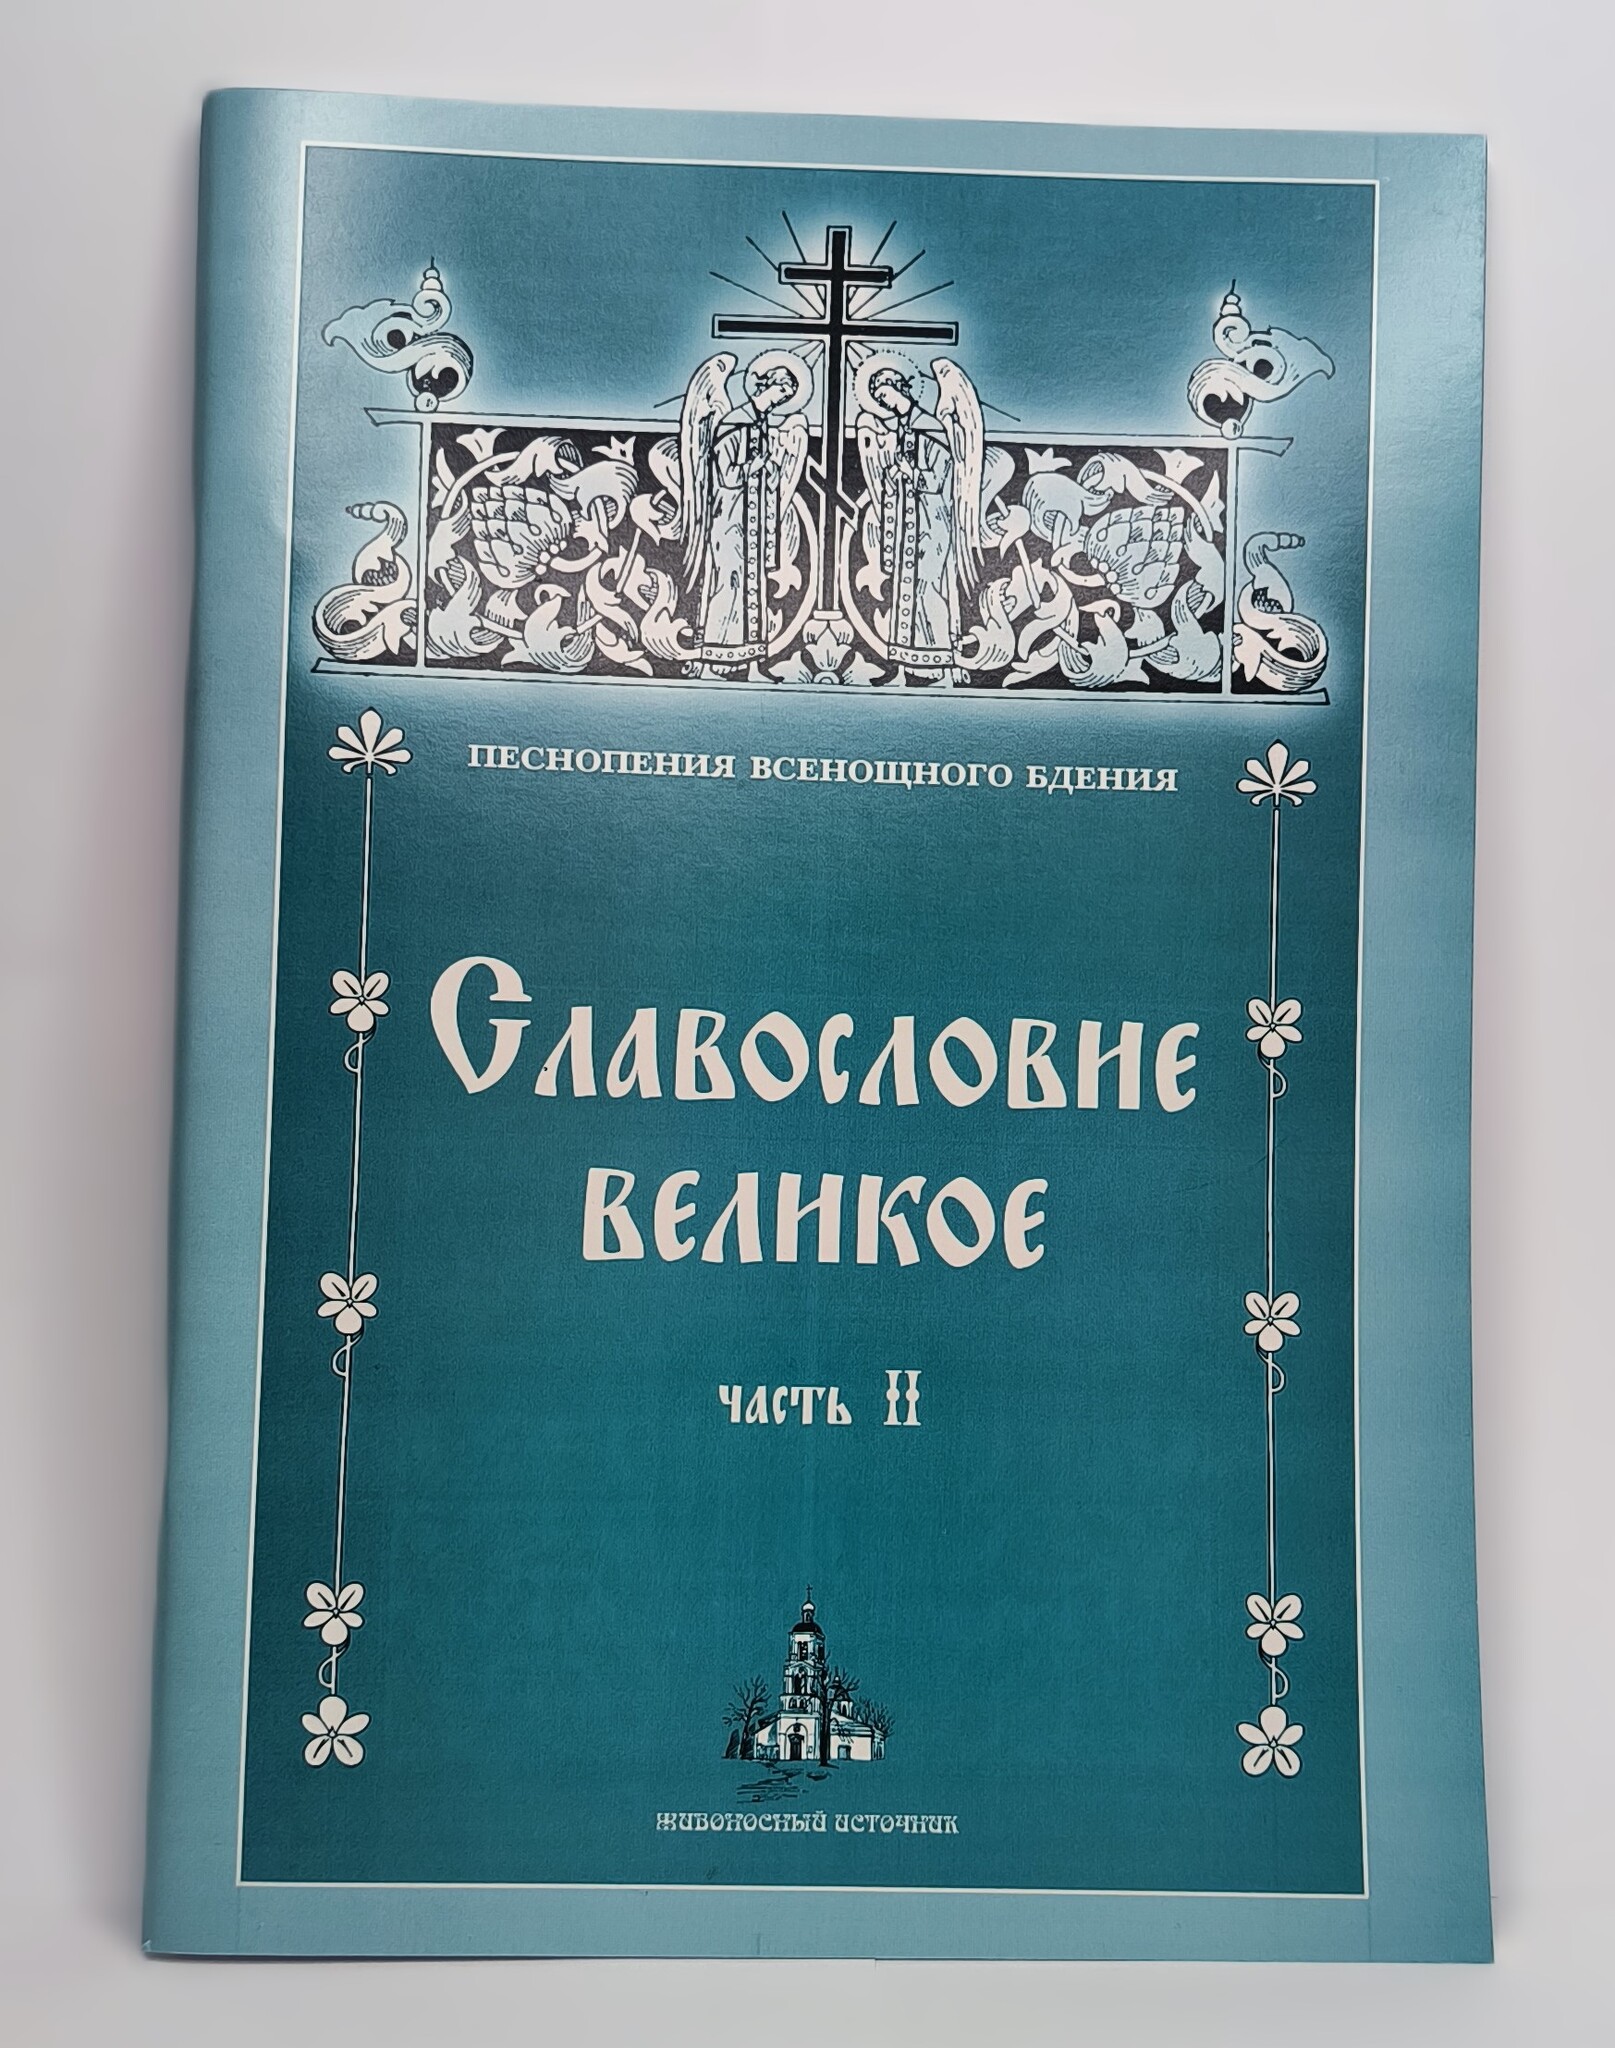 ПЕСНОПЕНИЯ ВСЕНОЩНОГО БДЕНИЯ
Славословие
великое
часть II
ЖИВОНОСНЫЙ ИСТОЧНИК